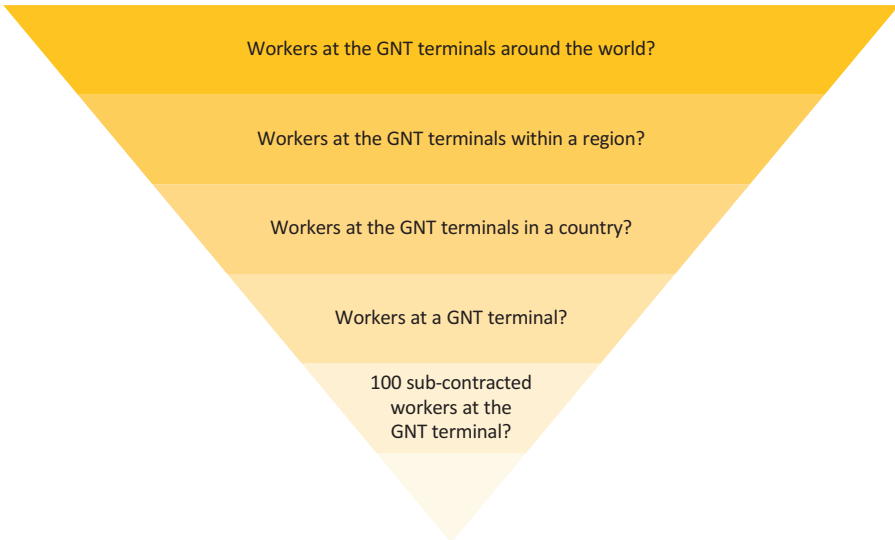 Workers at the GNT terminals around the world?
Workers at the GNT terminals within a region?
Workers at the GNT terminals in a country?
Workers at a GNT terminal?
100 sub-contracted
workers at the
GNT terminal?